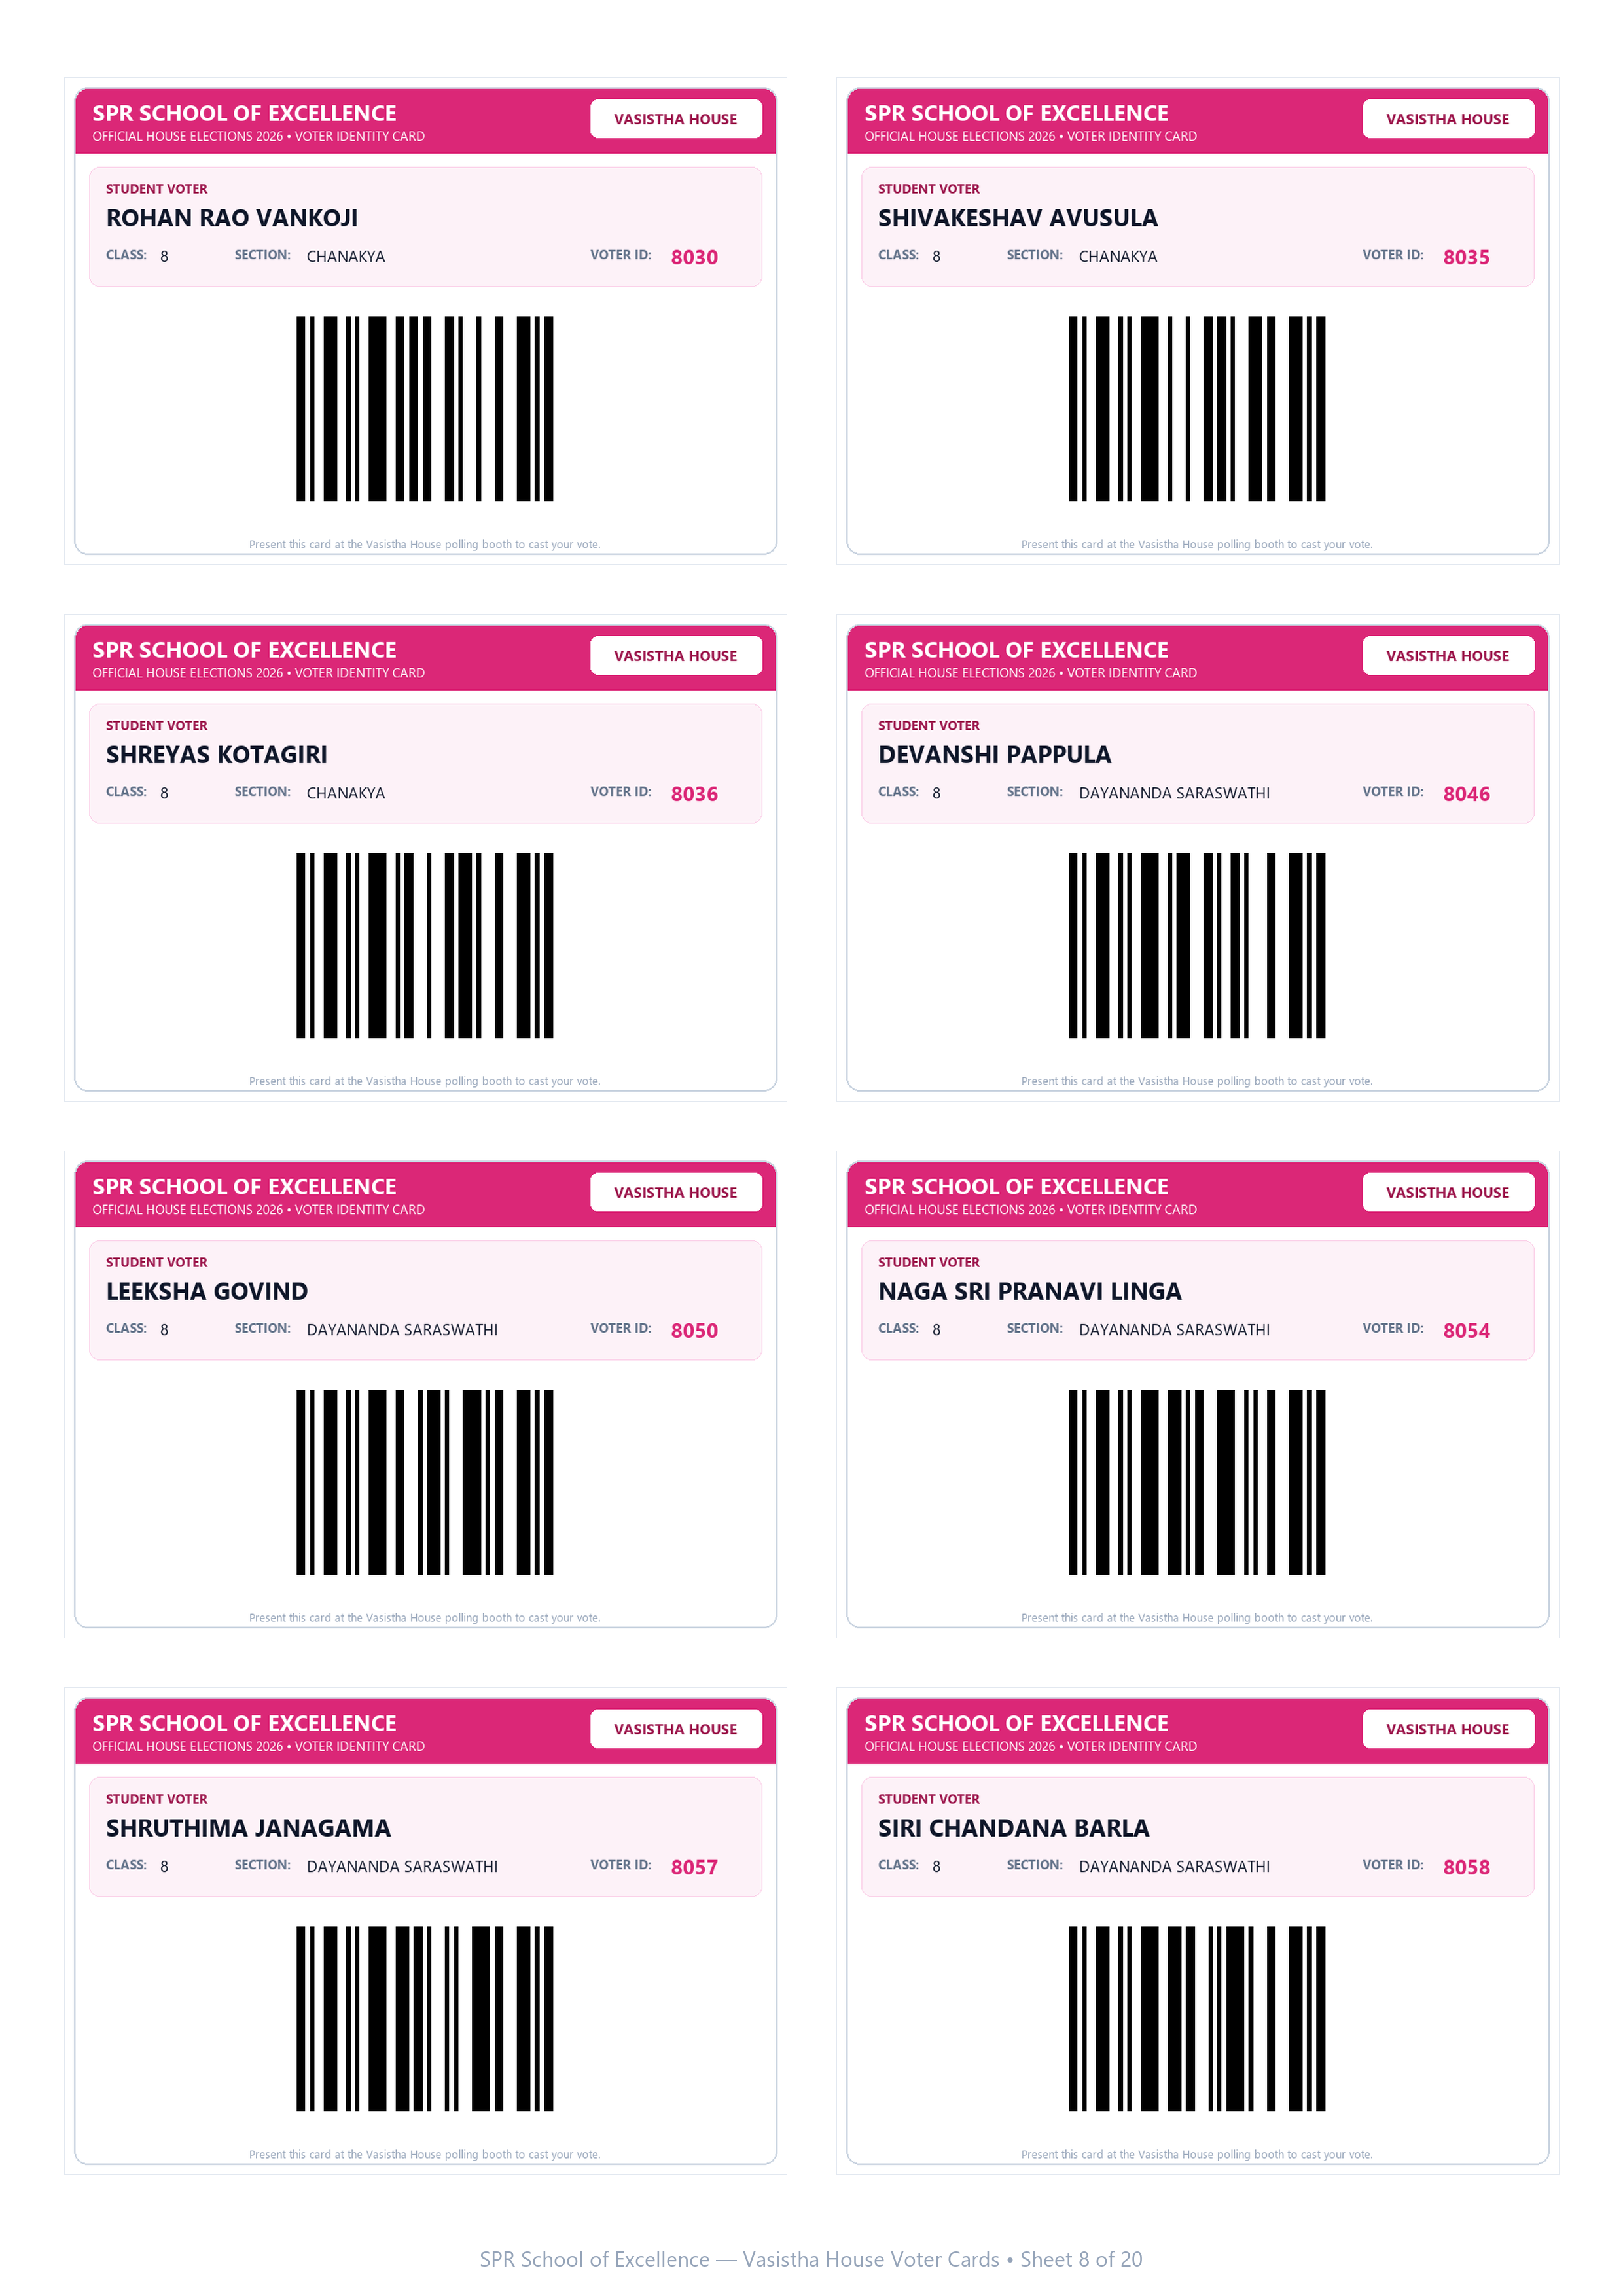 SPR SCHOOL OF EXCELLENCE
OFFICIAL HOUSE ELECTIONS 2026 • VOTER IDENTITY CARD
VASISTHA HOUSE
STUDENT VOTER
ROHAN RAO VANKOJI
CLASS: 8 SECTION: CHANAKYA VOTER ID: 8030
Present this card at the Vasistha House polling booth to cast your vote.
SPR SCHOOL OF EXCELLENCE
OFFICIAL HOUSE ELECTIONS 2026 • VOTER IDENTITY CARD
VASISTHA HOUSE
STUDENT VOTER
SHIVAKESHAV AVUSULA
CLASS: 8 SECTION: CHANAKYA VOTER ID: 8035
Present this card at the Vasistha House polling booth to cast your vote.
SPR SCHOOL OF EXCELLENCE
OFFICIAL HOUSE ELECTIONS 2026 • VOTER IDENTITY CARD
VASISTHA HOUSE
STUDENT VOTER
SHREYAS KOTAGIRI
CLASS: 8 SECTION: CHANAKYA VOTER ID: 8036
Present this card at the Vasistha House polling booth to cast your vote.
SPR SCHOOL OF EXCELLENCE
OFFICIAL HOUSE ELECTIONS 2026 • VOTER IDENTITY CARD
VASISTHA HOUSE
STUDENT VOTER
DEVANSHI PAPPULA
CLASS: 8 SECTION: DAYANANDA SARASWATHI VOTER ID: 8046
Present this card at the Vasistha House polling booth to cast your vote.
SPR SCHOOL OF EXCELLENCE
OFFICIAL HOUSE ELECTIONS 2026 • VOTER IDENTITY CARD
VASISTHA HOUSE
STUDENT VOTER
LEEKSHA GOVIND
CLASS: 8 SECTION: DAYANANDA SARASWATHI VOTER ID: 8050
Present this card at the Vasistha House polling booth to cast your vote.
SPR SCHOOL OF EXCELLENCE
OFFICIAL HOUSE ELECTIONS 2026 • VOTER IDENTITY CARD
VASISTHA HOUSE
STUDENT VOTER
NAGA SRI PRANAVI LINGA
CLASS: 8 SECTION: DAYANANDA SARASWATHI VOTER ID: 8054
Present this card at the Vasistha House polling booth to cast your vote.
SPR SCHOOL OF EXCELLENCE
OFFICIAL HOUSE ELECTIONS 2026 • VOTER IDENTITY CARD
VASISTHA HOUSE
STUDENT VOTER
SHRUTHIMA JANAGAMA
CLASS: 8 SECTION: DAYANANDA SARASWATHI VOTER ID: 8057
Present this card at the Vasistha House polling booth to cast your vote.
SPR SCHOOL OF EXCELLENCE
OFFICIAL HOUSE ELECTIONS 2026 • VOTER IDENTITY CARD
VASISTHA HOUSE
STUDENT VOTER
SIRI CHANDANA BARLA
CLASS: 8 SECTION: DAYANANDA SARASWATHI VOTER ID: 8058
Present this card at the Vasistha House polling booth to cast your vote.
SPR School of Excellence — Vasistha House Voter Cards • Sheet 8 of 20